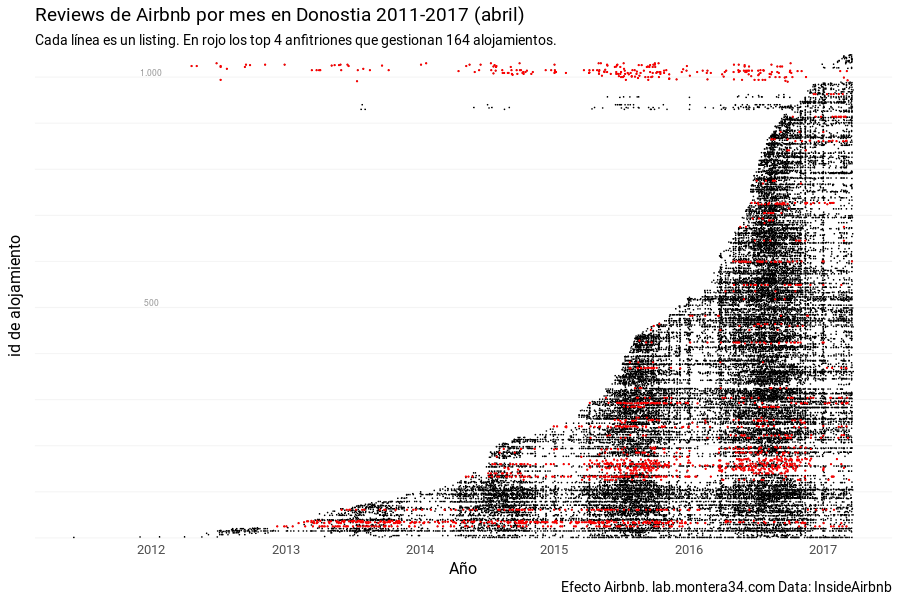 Reviews de Airbnb por mes en Donostia 2011-2017 (abril)
Cada línea es un listing. En rojo los top 4 anfitriones que gestionan 164 alojamientos.
1.000
500
id de alojamiento
2012 2013 2014 2015 2016 2017
Año
Efecto Airbnb. lab.montera34.com Data: InsideAirbnb